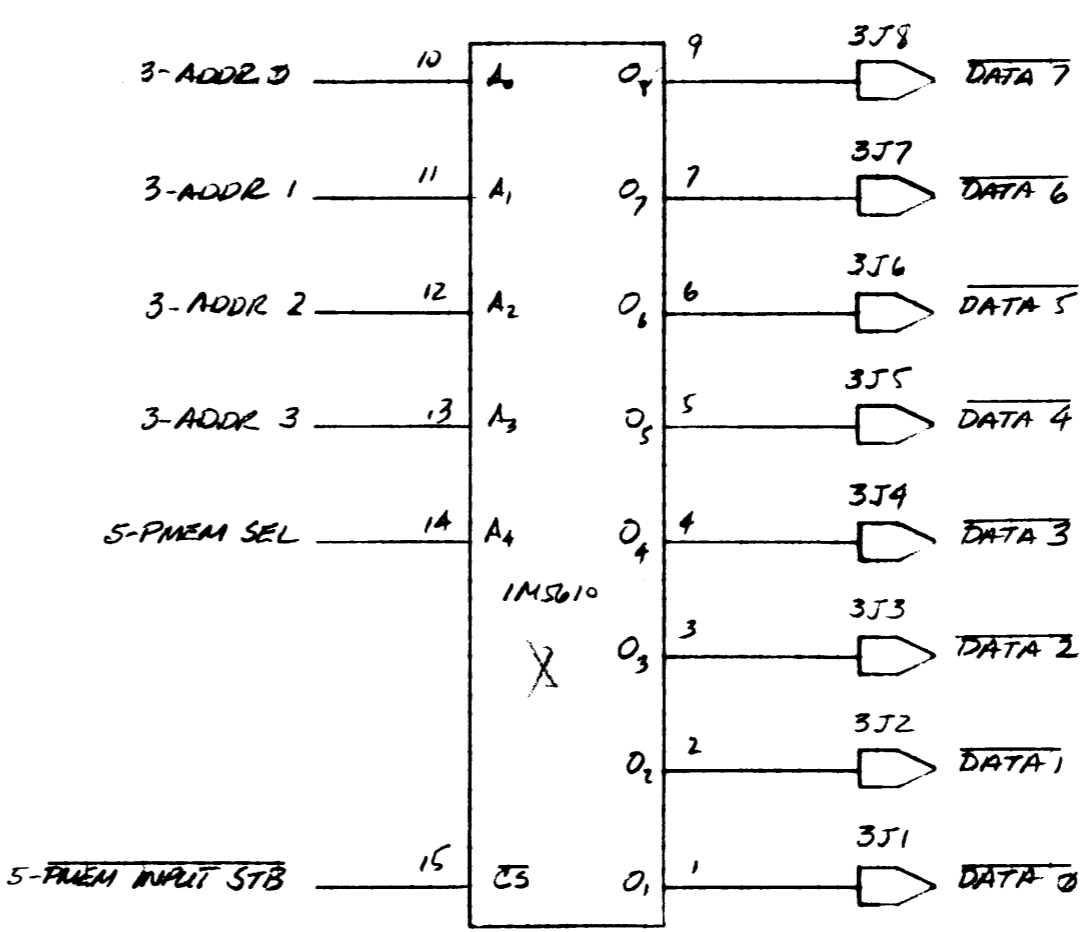 3J8
3-ADDR 0 10 A0 O8 9 DATA 7
3J7
3-ADDR 1 11 A1 O7 7 DATA 6
3J6
3-ADDR 2 12 A2 O6 6 DATA 5
3J5
3-ADDR 3 13 A3 O5 5 DATA 4
3J4
5-PMEM SEL 14 A4 O4 4 DATA 3
IM5610
3J3
O3 3 DATA 2
X
3J2
O2 2 DATA 1
3J1
5-PMEM INPUT STB 15 CS O1 1 DATA 0